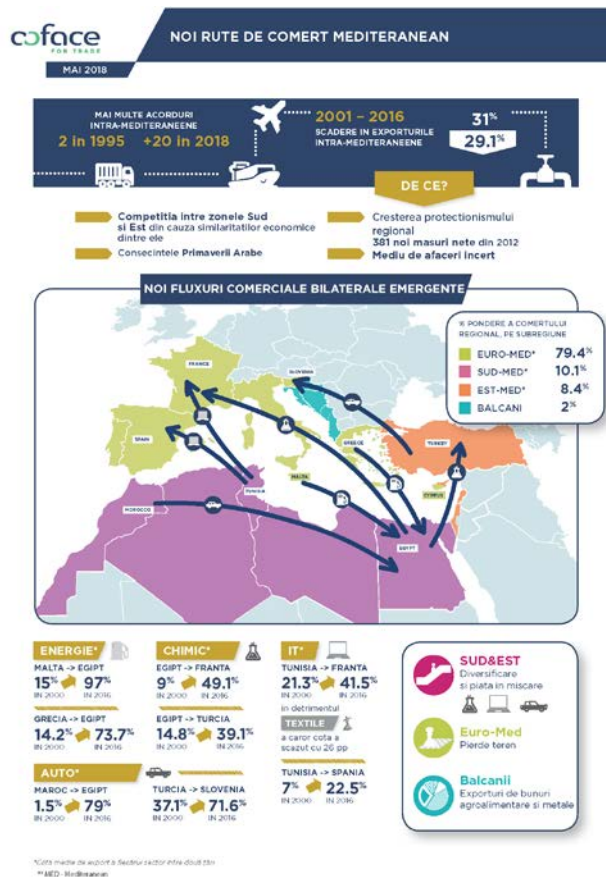 coface
FOR TRADE
NOI RUTE DE COMERT MEDITERANEAN
MAI 2018
MAI MULTE ACORDURI
INTRA-MEDITERANEENE
2 in 1995 +20 in 2018
2001 – 2016
SCADERE IN EXPORTURILE
INTRA-MEDITERANEENE
31%
29.1%
DE CE?
Competitia intre zonele Sud
si Est din cauza similaritatilor economice
dintre ele
Consecintele Primaverii Arabe
Cresterea protectionismului
regional
381 noi masuri nete din 2012
Mediu de afaceri incert
NOI FLUXURI COMERCIALE BILATERALE EMERGENTE
% PONDERE A COMERTULUI
REGIONAL, PE SUBREGIUNE
EURO-MED* 79.4%
SUD-MED* 10.1%
EST-MED* 8.4%
BALCANI 2%
FRANCE
SLOVENIA
SPAIN
GREECE
TURKEY
MALTA
CYPRUS
TUNISIA
MOROCCO
EGYPT
ENERGIE*
MALTA -> EGIPT
15% 97%
IN 2000 IN 2016
GRECIA -> EGIPT
14.2% 73.7%
IN 2000 IN 2016
CHIMIC*
EGIPT -> FRANTA
9% 49.1%
IN 2000 IN 2016
EGIPT -> TURCIA
14.8% 39.1%
IN 2000 IN 2016
IT*
TUNISIA -> FRANTA
21.3% 41.5%
IN 2000 IN 2016
in detrimentul
TEXTILE
a caror cota a
scazut cu 26 pp
TUNISIA -> SPANIA
7% 22.5%
IN 2000 IN 2016
AUTO*
MAROC -> EGIPT
1.5% 79%
IN 2000 IN 2016
TURCIA -> SLOVENIA
37.1% 71.6%
IN 2000 IN 2016
SUD&EST
Diversificare
si piata in miscare
Euro-Med
Pierde teren
Balcanii
Exporturi de bunuri
agroalimentare si metale
*Cota medie de export a fiecarui sector intre două țări
**MED - Mediteranean